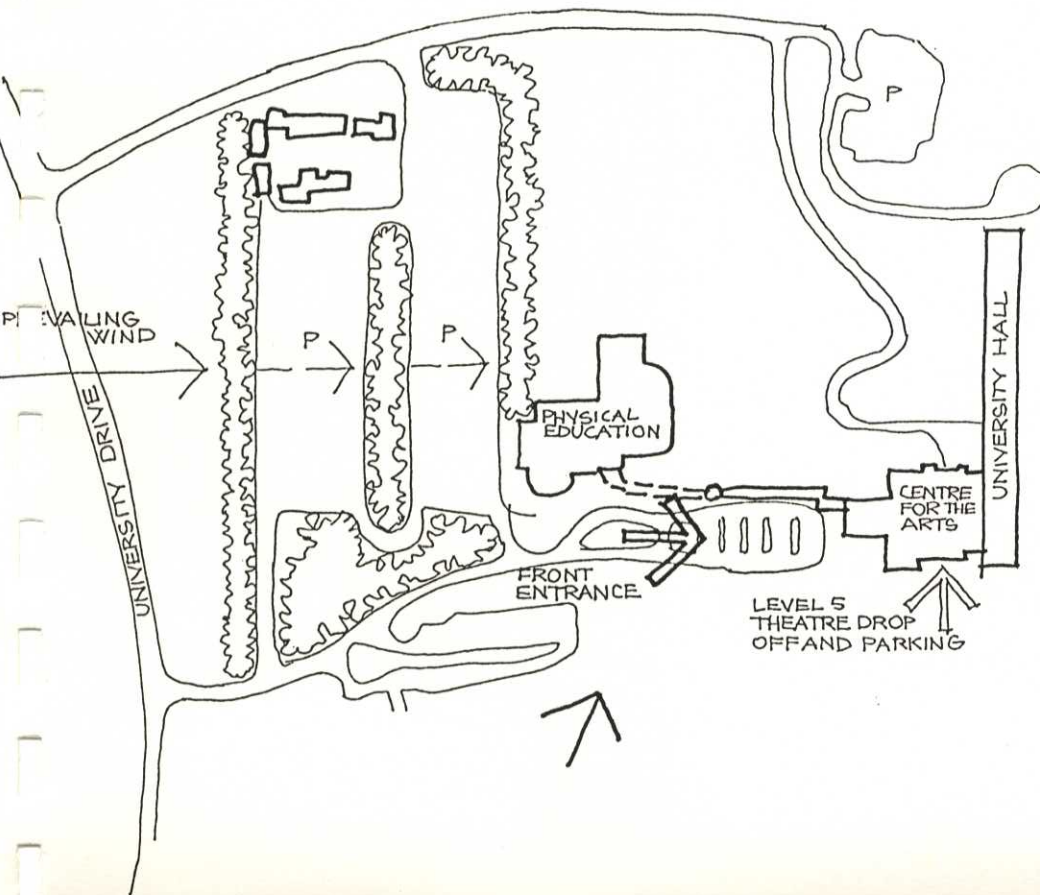 P
PREVAILING
WIND
P
P
UNIVERSITY DRIVE
UNIVERSITY HALL
PHYSICAL
EDUCATION
CENTRE
FOR THE
ARTS
FRONT
ENTRANCE
LEVEL 5
THEATRE DROP
OFF AND PARKING